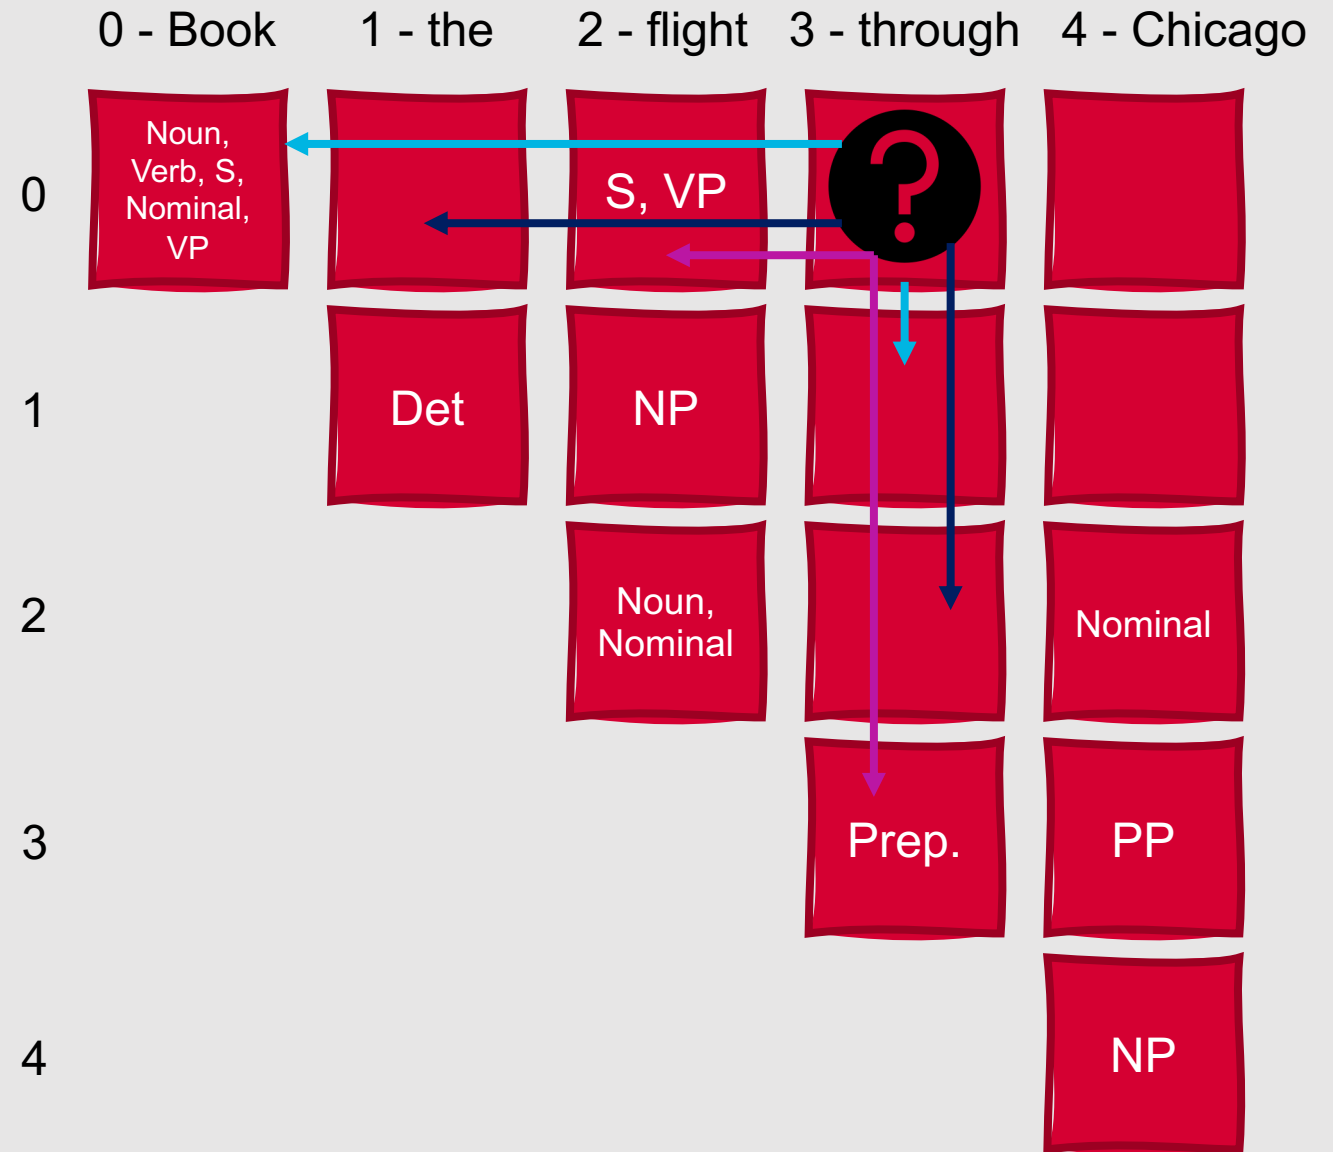 0 - Book 1 - the 2 - flight 3 - through 4 - Chicago
0
Noun,
Verb, S,
Nominal,
VP
S, VP
?
1
Det
NP
2
Noun,
Nominal
Nominal
3
Prep.
PP
4
NP